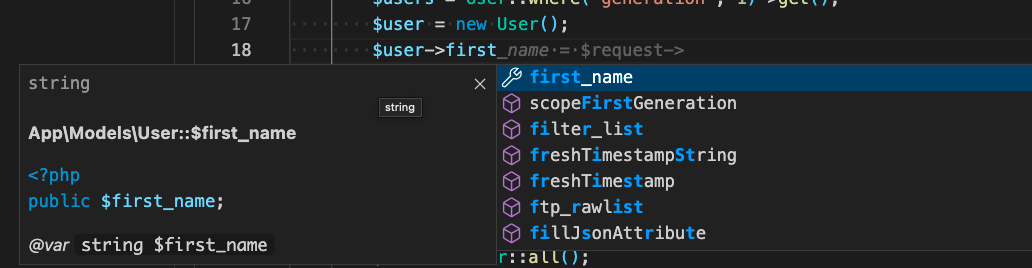 $users = User::where('generation', 1)->get();
17 $user = new User();
18 $user->first_name = $request->
string
string
App\Models\User::$first_name
<?php
public $first_name;
@var string $first_name
first_name
scopeFirstGeneration
filter_list
freshTimestampString
freshTimestamp
ftp_rawlist
fillJsonAttribute
r::all();